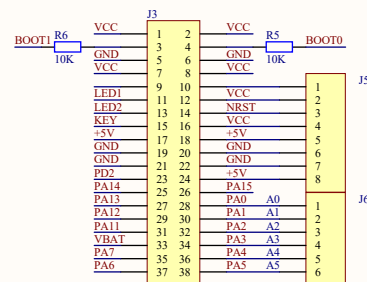 J3
VCC 1 2 VCC
BOOT1 R6 3 4 R5 BOOT0
10K GND 5 6 GND 10K
VCC 7 8 VCC
J5
9 10 1
LED1 11 12 VCC 2
LED2 13 14 NRST 3
KEY 15 16 VCC 4
+5V 17 18 +5V 5
GND 19 20 GND 6
GND 21 22 GND 7
PD2 23 24 +5V 8
PA14 25 26 PA15
J6
PA13 27 28 PA0 A0 1
PA12 29 30 PA1 A1 2
PA11 31 32 PA2 A2 3
VBAT 33 34 PA3 A3 4
PA7 35 36 PA4 A4 5
PA6 37 38 PA5 A5 6